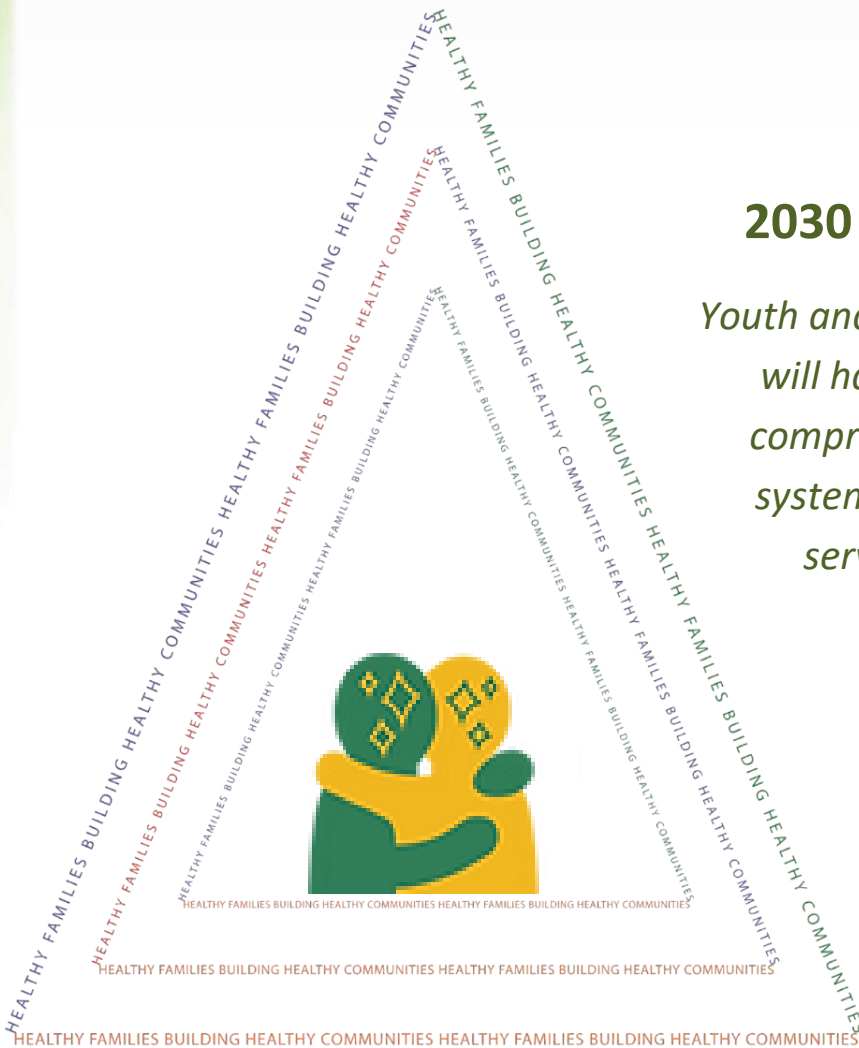 HEALTHY FAMILIES BUILDING HEALTHY COMMUNITIES HEALTHY FAMILIES BUILDING HEALTHY COMMUNITIES
HEALTHY FAMILIES BUILDING HEALTHY COMMUNITIES HEALTHY FAMILIES BUILDING HEALTHY COMMUNITIES
HEALTHY FAMILIES BUILDING HEALTHY COMMUNITIES HEALTHY FAMILIES BUILDING HEALTHY COMMUNITIES
HEALTHY FAMILIES BUILDING HEALTHY COMMUNITIES HEALTHY FAMILIES BUILDING HEALTHY COMMUNITIES
HEALTHY FAMILIES BUILDING HEALTHY COMMUNITIES HEALTHY FAMILIES BUILDING HEALTHY COMMUNITIES
HEALTHY FAMILIES BUILDING HEALTHY COMMUNITIES HEALTHY FAMILIES BUILDING HEALTHY COMMUNITIES
HEALTHY FAMILIES BUILDING HEALTHY COMMUNITIES HEALTHY FAMILIES BUILDING HEALTHY COMMUNITIES
HEALTHY FAMILIES BUILDING HEALTHY COMMUNITIES HEALTHY FAMILIES BUILDING HEALTHY COMMUNITIES
HEALTHY FAMILIES BUILDING HEALTHY COMMUNITIES HEALTHY FAMILIES BUILDING HEALTHY COMMUNITIES
2030
Youth and
will ha
compr
system
serv